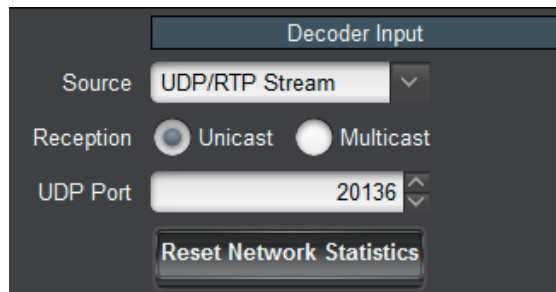 Decoder Input
Source UDP/RTP Stream
Reception Unicast Multicast
UDP Port 20136
Reset Network Statistics